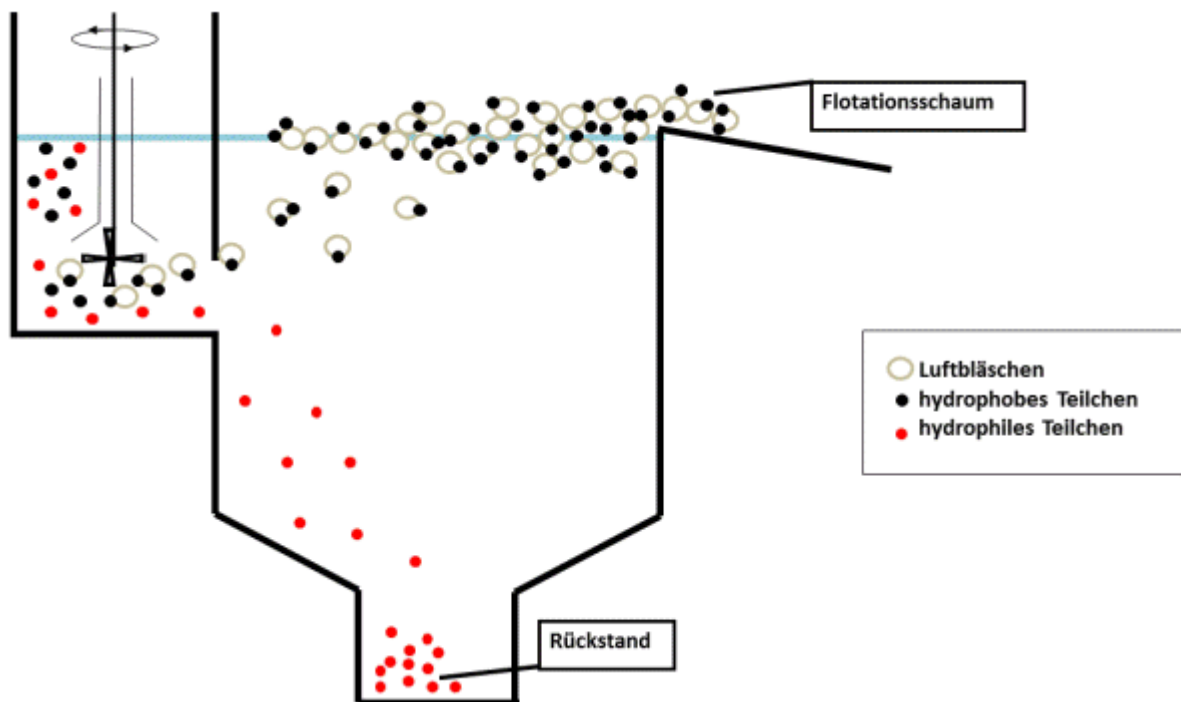 Flotationsschaum
Luftbläschen
hydrophobes Teilchen
hydrophiles Teilchen
Rückstand